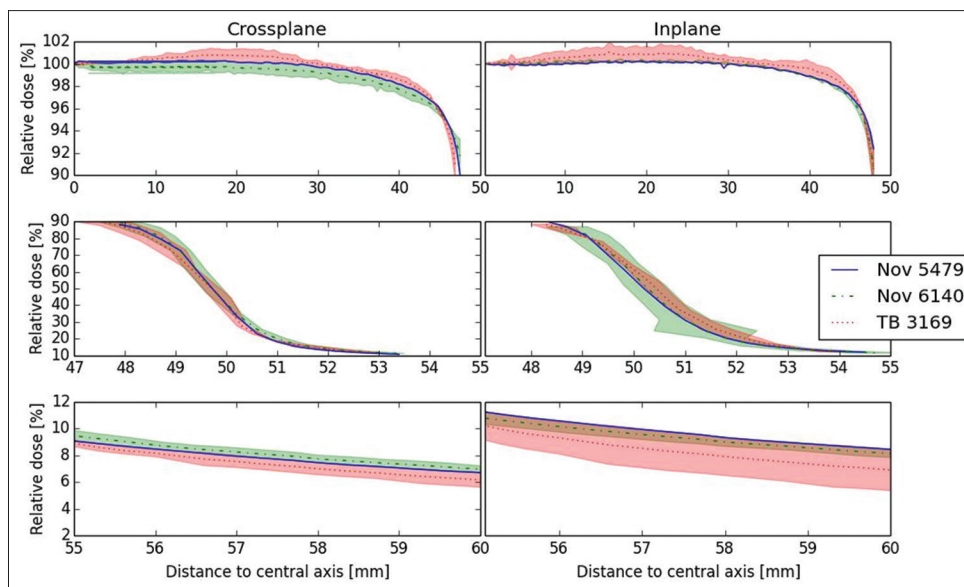 Crossplane
Inplane
Relative dose [%]
102
100
98
96
94
92
90
0 10 20 30 40 50
10 20 30 40 50
Relative dose [%]
90
80
70
60
50
40
30
20
10
47 48 49 50 51 52 53 54 55
48 49 50 51 52 53 54 55
Nov 5479
Nov 6140
TB 3169
Relative dose [%]
12
10
8
6
4
2
55 56 57 58 59 60
56 57 58 59 60
Distance to central axis [mm]
Distance to central axis [mm]